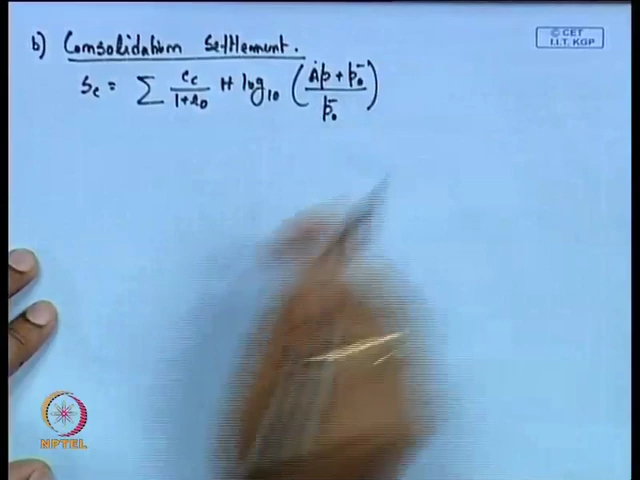 © CET
I.I.T. KGP
b) Consolidation Settlement.
Sc = ∑ Cc/(1+e0) H log10 ((Δp + p̄0)/p̄0)
NPTEL